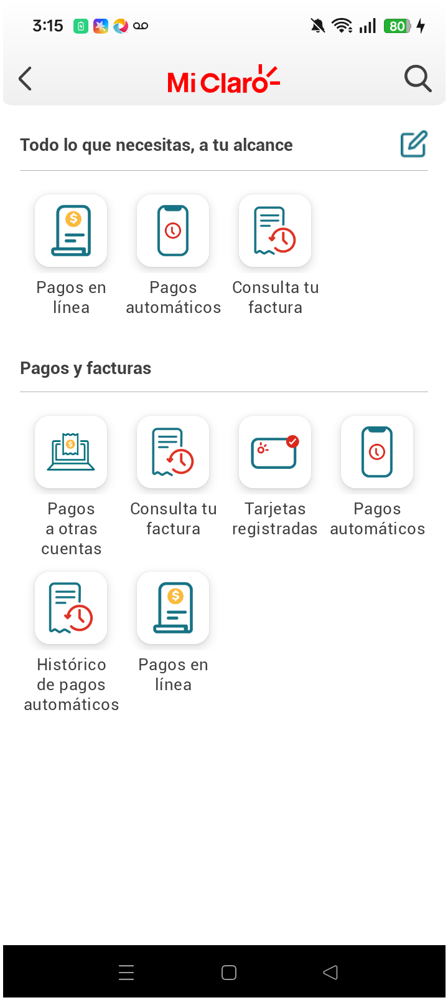 3:15
80
Mi Claro
Todo lo que necesitas, a tu alcance
Pagos en
línea
Pagos
automáticos
Consulta tu
factura
Pagos y facturas
Pagos
a otras
cuentas
Consulta tu
factura
Tarjetas
registradas
Pagos
automáticos
Histórico
de pagos
automáticos
Pagos en
línea